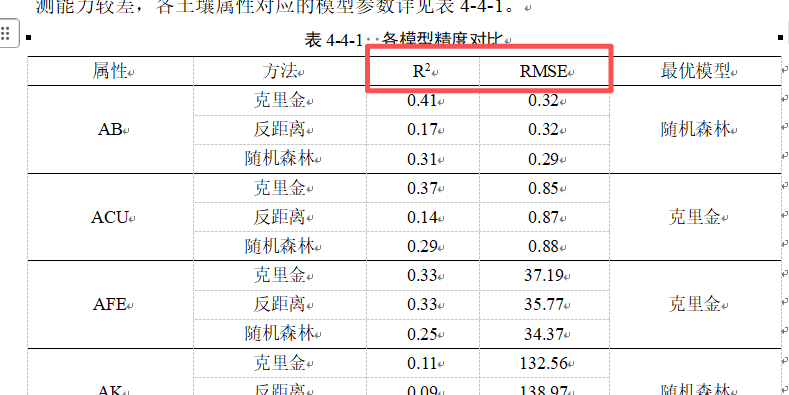 测能力较差，各土壤属性对应的模型参数详见表 4-4-1。
表 4-4-1 各模型精度对比
属性 方法 R² RMSE 最优模型
克里金 0.41 0.32
AB 反距离 0.17 0.32 随机森林
随机森林 0.31 0.29
克里金 0.37 0.85
ACU 反距离 0.14 0.87 克里金
随机森林 0.29 0.88
克里金 0.33 37.19
AFE 反距离 0.33 35.77 克里金
随机森林 0.25 34.37
克里金 0.11 132.56
AK 反距离 0.09 138.97 随机森林